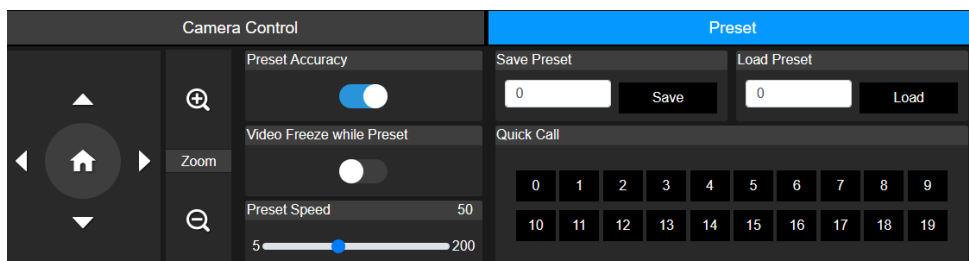 Camera Control
Preset
Preset Accuracy
Save Preset
Load Preset
0
Save
0
Load
Video Freeze while Preset
Quick Call
Zoom
0 1 2 3 4 5 6 7 8 9
Preset Speed 50
10 11 12 13 14 15 16 17 18 19
5 200